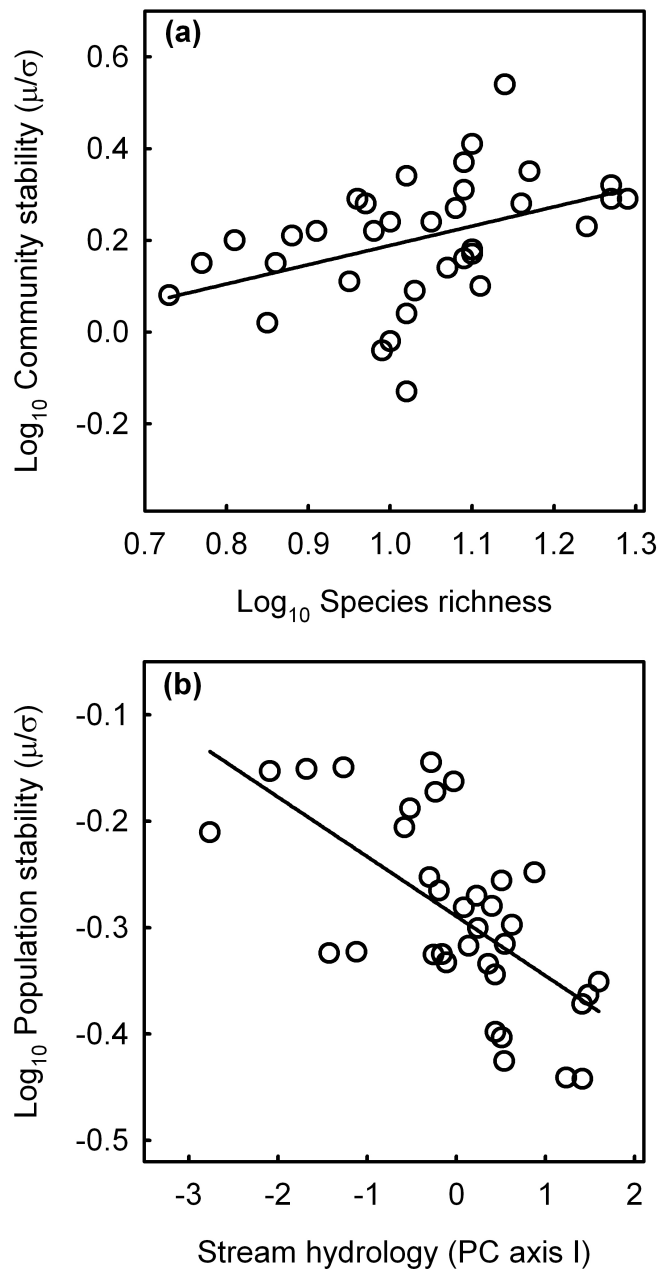 (a)
Log10 Community stability (μ/σ)
0.6
0.4
0.2
0.0
-0.2
0.7 0.8 0.9 1.0 1.1 1.2 1.3
Log10 Species richness
(b)
Log10 Population stability (μ/σ)
-0.1
-0.2
-0.3
-0.4
-0.5
-3 -2 -1 0 1 2
Stream hydrology (PC axis I)